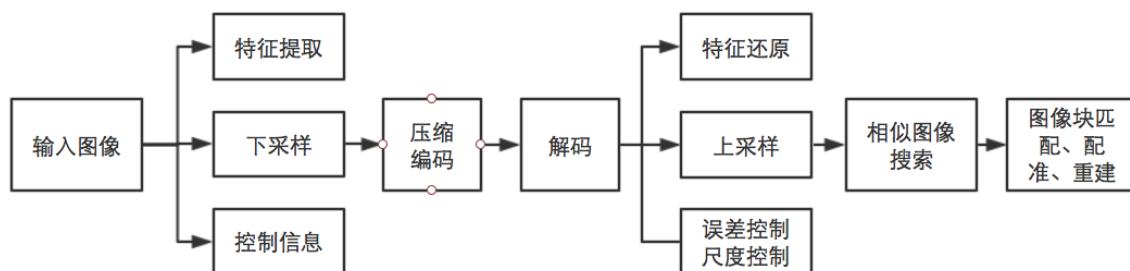 特征提取
特征还原
输入图像
下采样
压缩
编码
解码
上采样
相似图像
搜索
图像块匹
配、配
准、重建
控制信息
误差控制
尺度控制